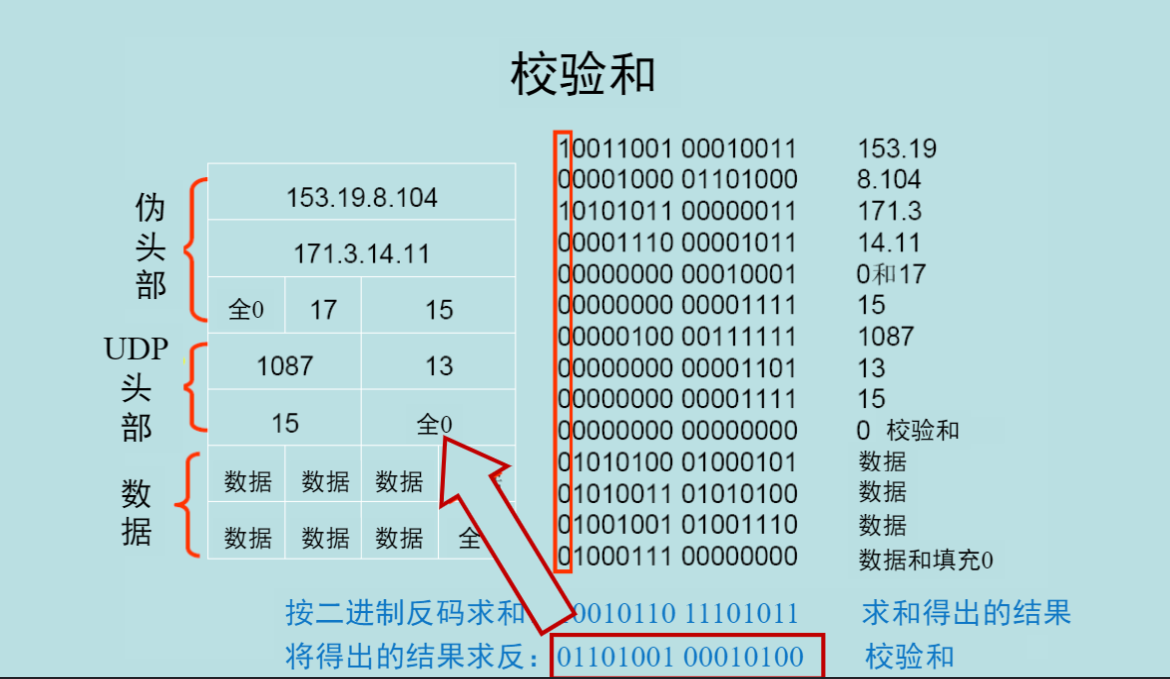 校验和
伪头部
153.19.8.104
171.3.14.11
全0 17 15
UDP头部
1087 13
15 全0
数据
数据 数据 数据
数据 数据 数据 全
10011001 00010011 153.19
00001000 01101000 8.104
10101011 00000011 171.3
00001110 00001011 14.11
00000000 00010001 0和17
00000000 00001111 15
00000100 00111111 1087
00000000 00001101 13
00000000 00001111 15
00000000 00000000 0 校验和
01010100 01000101 数据
01010011 01010100 数据
01001001 01001110 数据
01000111 00000000 数据和填充0
按二进制反码求和 10010110 11101011 求和得出的结果
将得出的结果求反: 01101001 00010100 校验和